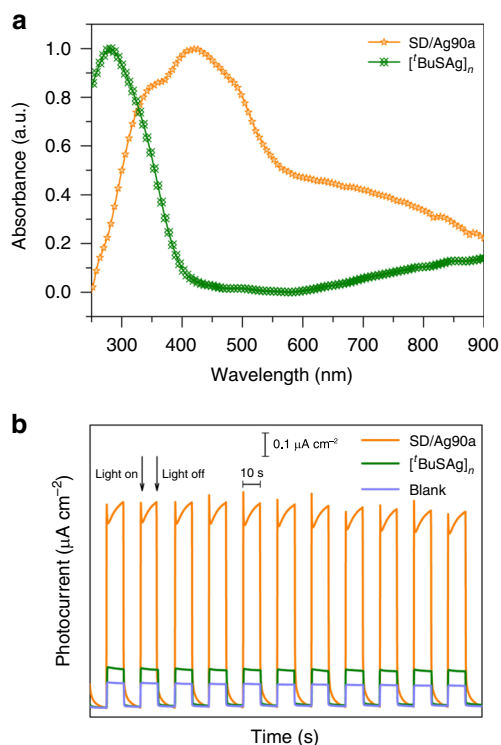 a
SD/Ag90a
[ᵗBuSAg]ₙ
Absorbance (a.u.)
1.0
0.8
0.6
0.4
0.2
0.0
300 400 500 600 700 800 900
Wavelength (nm)
b
0.1 μA cm⁻²
SD/Ag90a
[ᵗBuSAg]ₙ
Blank
Light on
Light off
10 s
Photocurrent (μA cm⁻²)
Time (s)